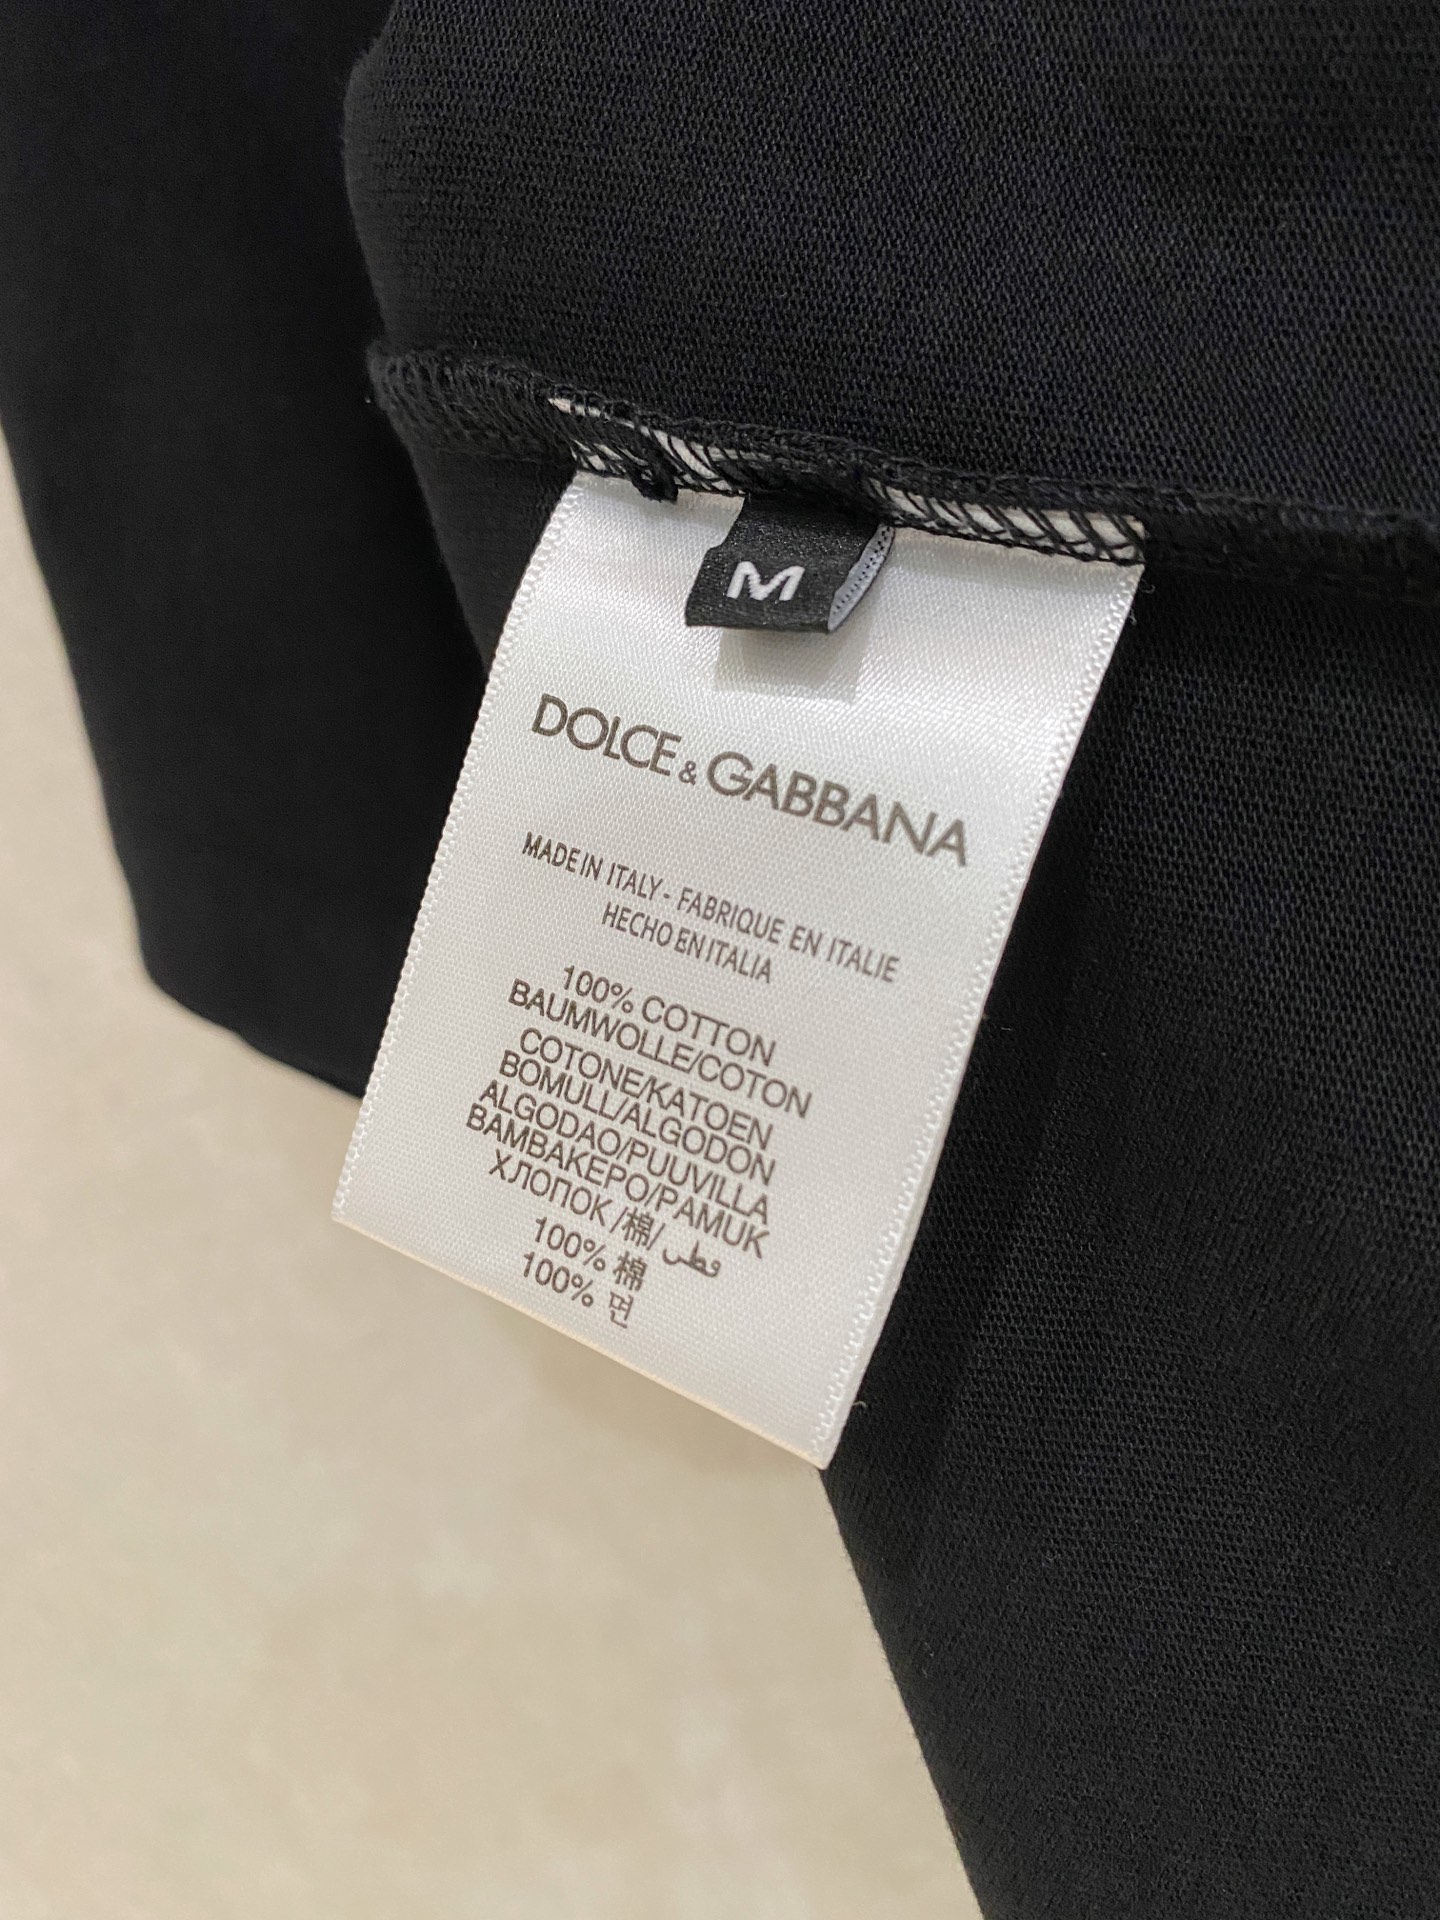 M
DOLCE & GABBANA
MADE IN ITALY - FABRIQUE EN ITALIE
HECHO EN ITALIA
100% COTTON
BAUMWOLLE/COTON
COTONE/KATOEN
BOMULL/ALGODON
ALGODAO/PUUVILLA
BAMBAKEPO/PAMUK
ХЛОПОК/棉/قطن
100% 棉
100% 면